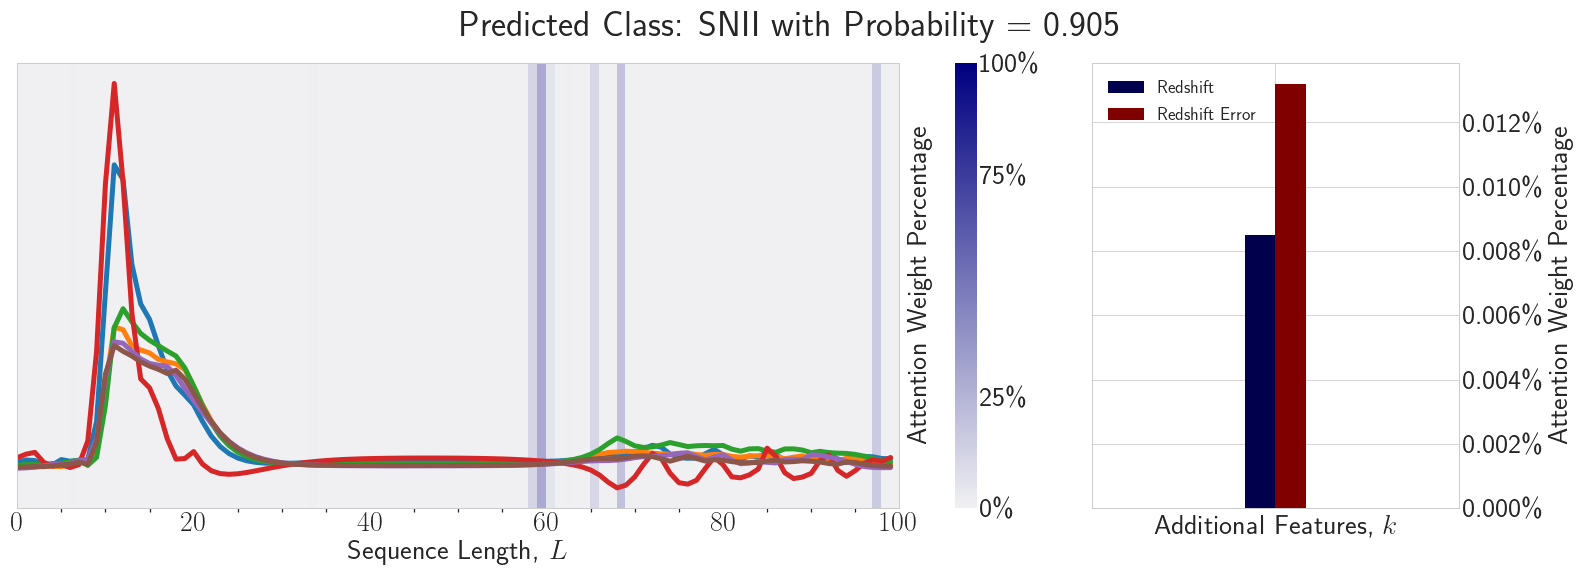 Predicted Class: SNII with Probability = 0.905
0
20
40
60
80
100
Sequence Length, L
100%
75%
25%
0%
Attention Weight Percentage
Redshift
Redshift Error
0.012%
0.010%
0.008%
0.006%
0.004%
0.002%
0.000%
Attention Weight Percentage
Additional Features, k